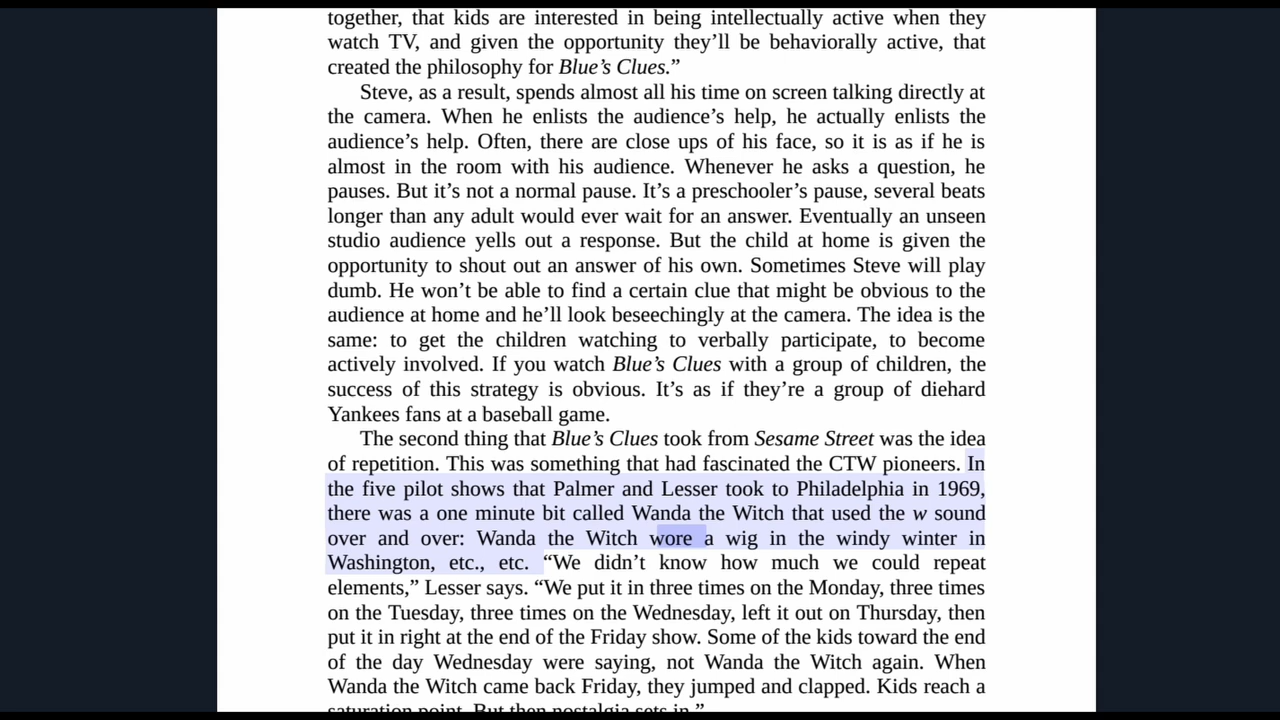 together, that kids are interested in being intellectually active when they
watch TV, and given the opportunity they’ll be behaviorally active, that
created the philosophy for Blue’s Clues.”
Steve, as a result, spends almost all his time on screen talking directly at
the camera. When he enlists the audience’s help, he actually enlists the
audience’s help. Often, there are close ups of his face, so it is as if he is
almost in the room with his audience. Whenever he asks a question, he
pauses. But it’s not a normal pause. It’s a preschooler’s pause, several beats
longer than any adult would ever wait for an answer. Eventually an unseen
studio audience yells out a response. But the child at home is given the
opportunity to shout out an answer of his own. Sometimes Steve will play
dumb. He won’t be able to find a certain clue that might be obvious to the
audience at home and he’ll look beseechingly at the camera. The idea is the
same: to get the children watching to verbally participate, to become
actively involved. If you watch Blue’s Clues with a group of children, the
success of this strategy is obvious. It’s as if they’re a group of diehard
Yankees fans at a baseball game.
The second thing that Blue’s Clues took from Sesame Street was the idea
of repetition. This was something that had fascinated the CTW pioneers. In
the five pilot shows that Palmer and Lesser took to Philadelphia in 1969,
there was a one minute bit called Wanda the Witch that used the w sound
over and over: Wanda the Witch wore a wig in the windy winter in
Washington, etc., etc. “We didn’t know how much we could repeat
elements,” Lesser says. “We put it in three times on the Monday, three times
on the Tuesday, three times on the Wednesday, left it out on Thursday, then
put it in right at the end of the Friday show. Some of the kids toward the end
of the day Wednesday were saying, not Wanda the Witch again. When
Wanda the Witch came back Friday, they jumped and clapped. Kids reach a
saturation point. But then nostalgia sets in.”